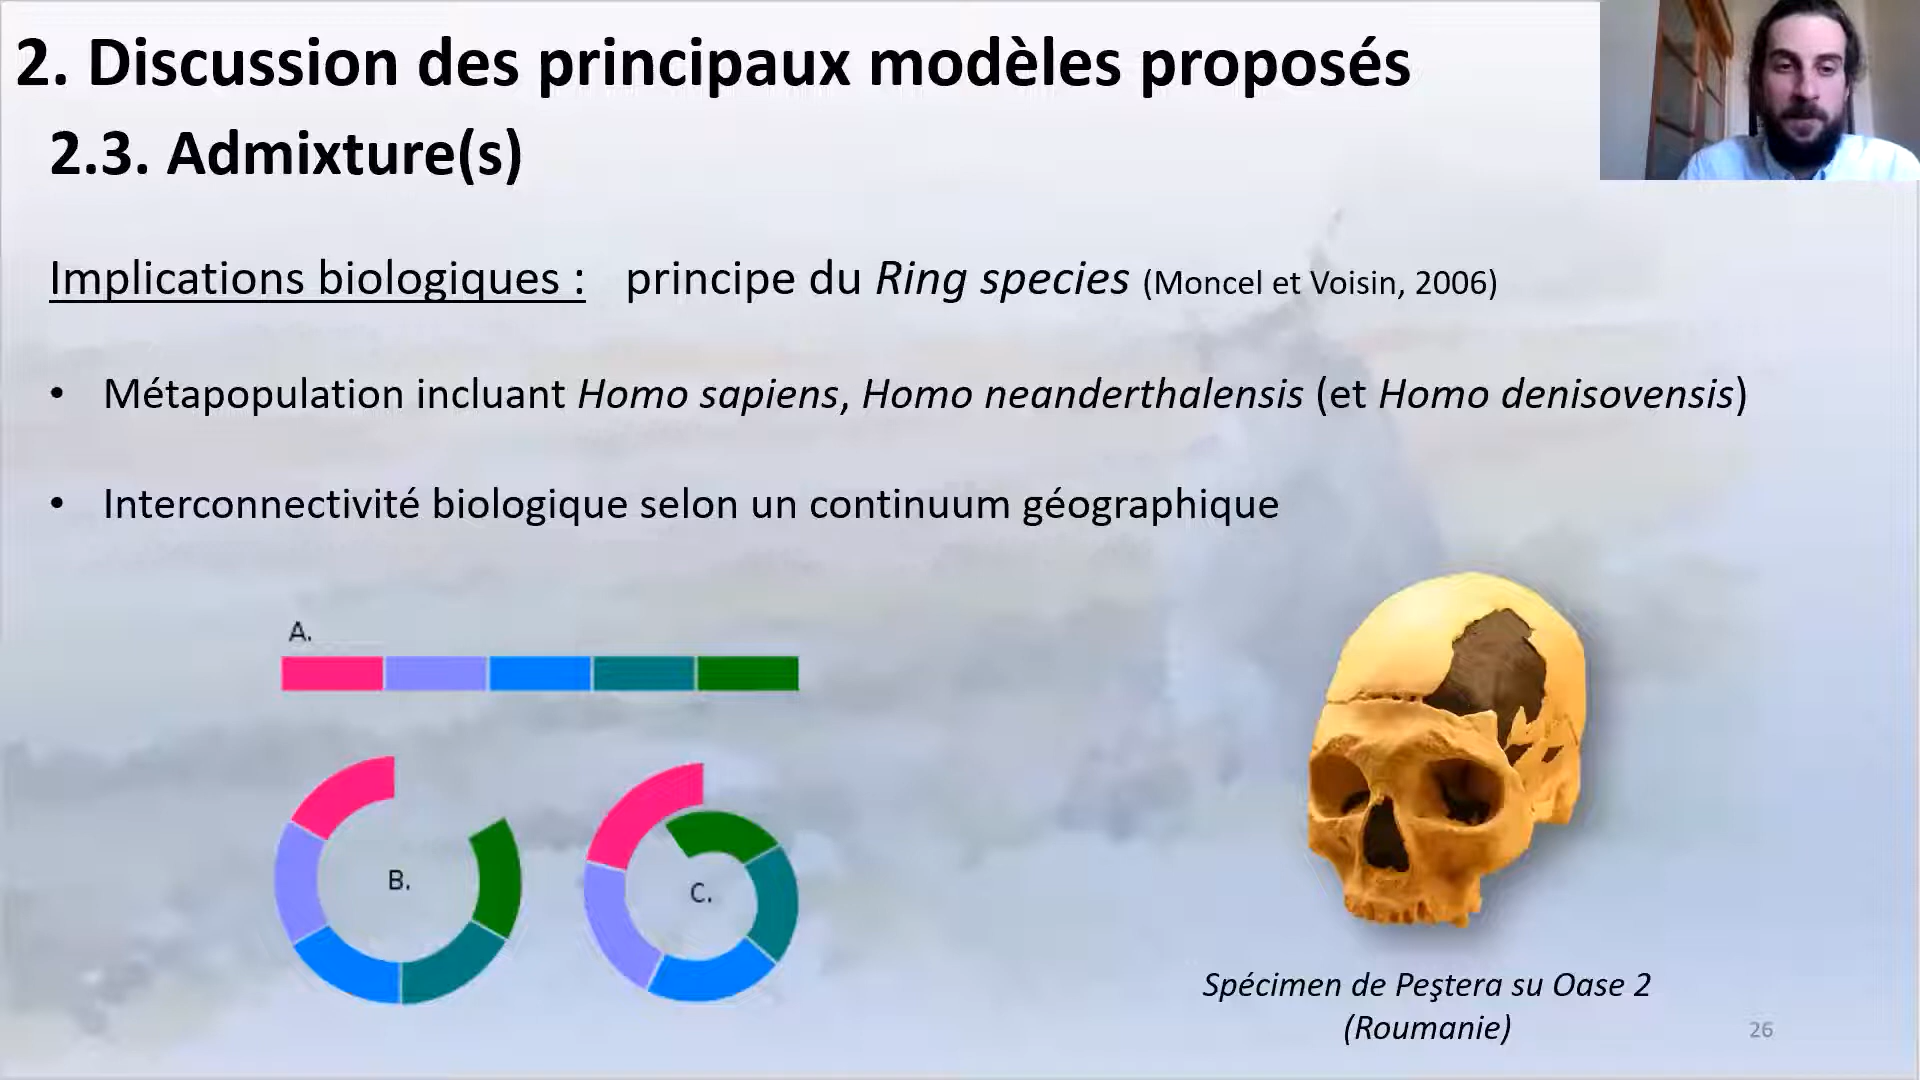 2. Discussion des principaux modèles proposés
2.3. Admixture(s)
Implications biologiques : principe du Ring species (Moncel et Voisin, 2006)
• Métapopulation incluant Homo sapiens, Homo neanderthalensis (et Homo denisovensis)
• Interconnectivité biologique selon un continuum géographique
A.
B.
C.
Spécimen de Peştera su Oase 2
(Roumanie)
26